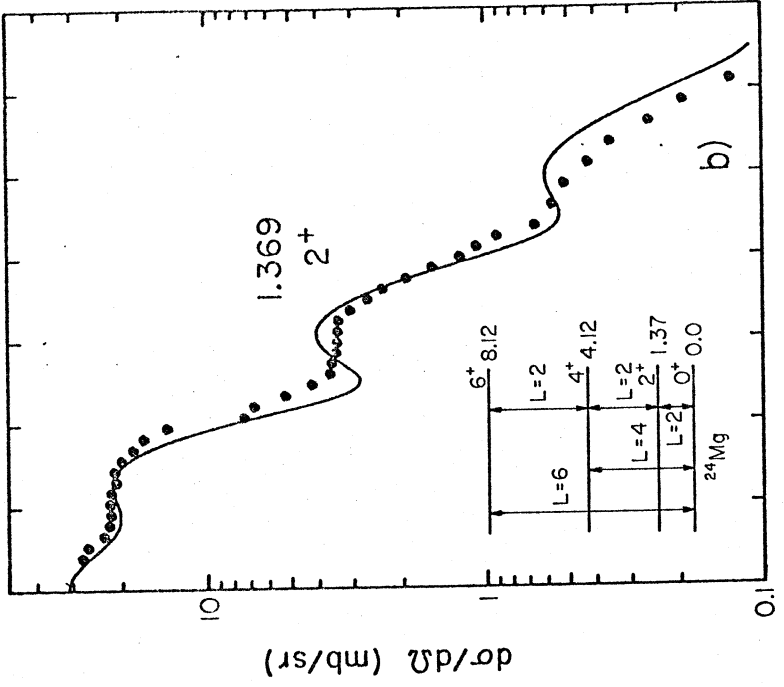 1.369
2+
b)
6+ 8.12
4+ 4.12
2+ 1.37
0+ 0.0
L=2
L=2
L=2
L=4
L=6
24Mg
10
1
0.1
dσ/dΩ (mb/sr)